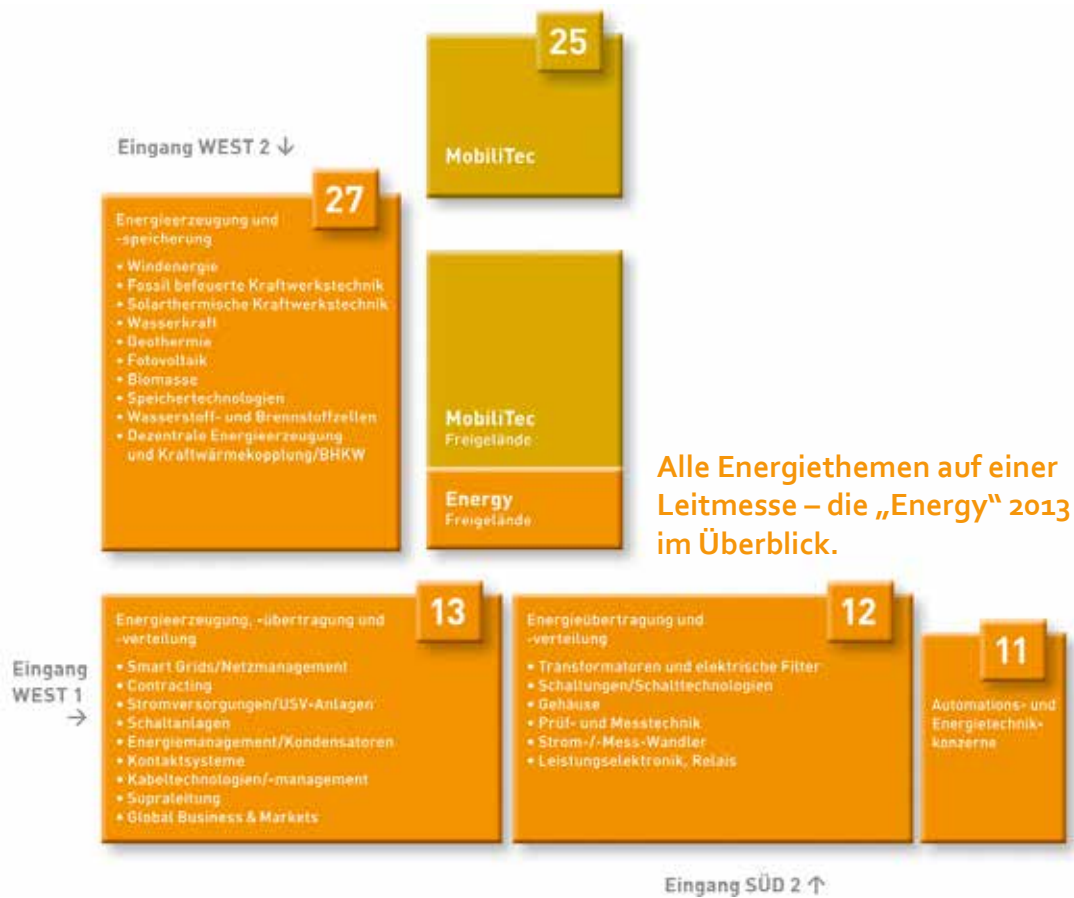 25
MobiliTec
Eingang WEST 2 ↓
27
Energieerzeugung und
-speicherung
• Windenergie
• Fossil befeuerte Kraftwerkstechnik
• Solarthermische Kraftwerkstechnik
• Wasserkraft
• Geothermie
• Fotovoltaik
• Biomasse
• Speichertechnologien
• Wasserstoff- und Brennstoffzellen
• Dezentrale Energieerzeugung
und Kraftwärmekopplung/BHKW
MobiliTec
Freigelände
Energy
Freigelände
Alle Energiethemen auf einer
Leitmesse – die „Energy“ 2013
im Überblick.
Eingang
WEST 1
→
13
Energieerzeugung, -übertragung und
-verteilung
• Smart Grids/Netzmanagement
• Contracting
• Stromversorgungen/USV-Anlagen
• Schaltanlagen
• Energiemanagement/Kondensatoren
• Kontaktsysteme
• Kabeltechnologien/-management
• Supraleitung
• Global Business & Markets
12
Energieübertragung und
-verteilung
• Transformatoren und elektrische Filter
• Schaltungen/Schalttechnologien
• Gehäuse
• Prüf- und Messtechnik
• Strom-/-Mess-Wandler
• Leistungselektronik, Relais
11
Automations- und
Energietechnik-
konzerne
Eingang SÜD 2 ↑